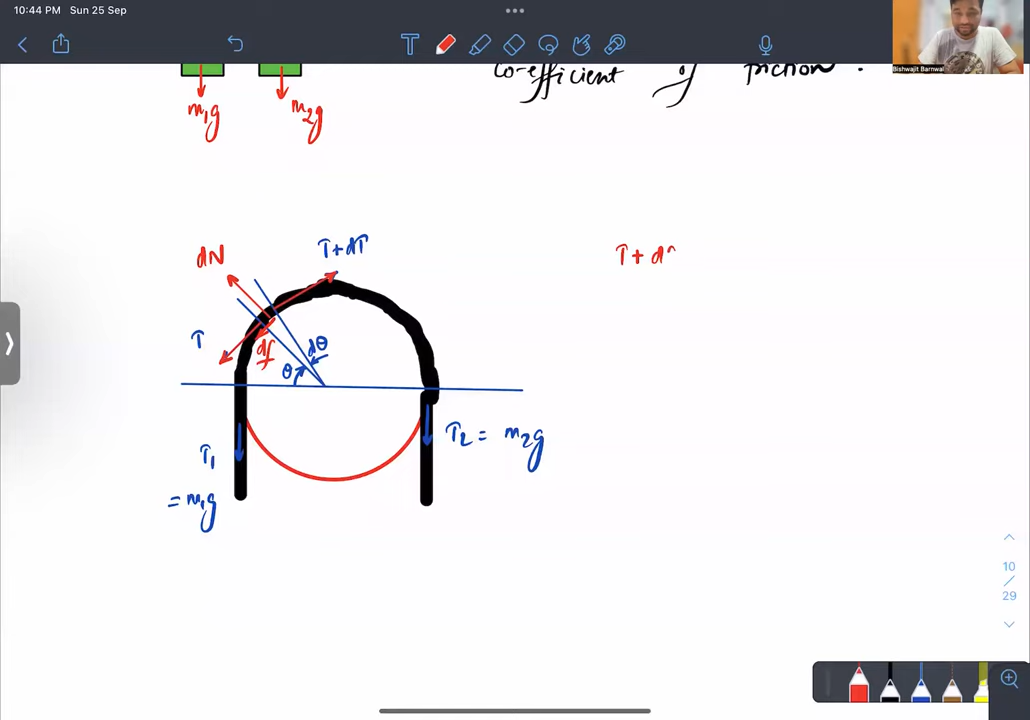 10:44 PM Sun 25 Sep
T
Bishwajit Barnwal
co-efficient of friction.
m₁g
m₂g
dN
T+dT
T + d
T
df
dθ
θ
T₁
= m₁g
T₂ = m₂g
10
/
29